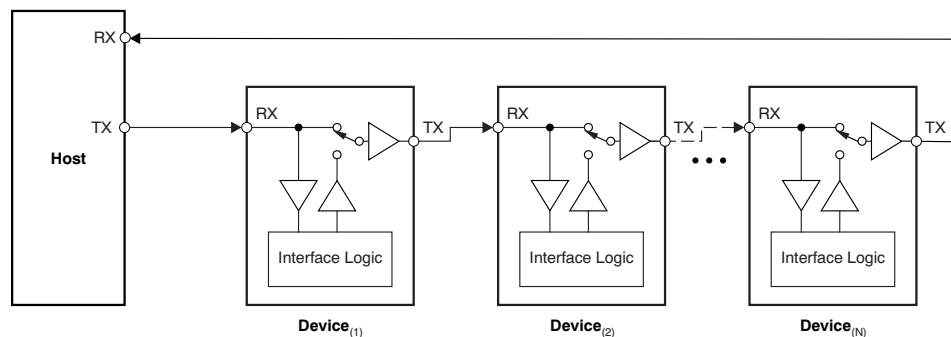 RX
TX
Host
RX
TX
Interface Logic
Device(1)
RX
TX
Interface Logic
Device(2)
•••
RX
TX
Interface Logic
Device(N)